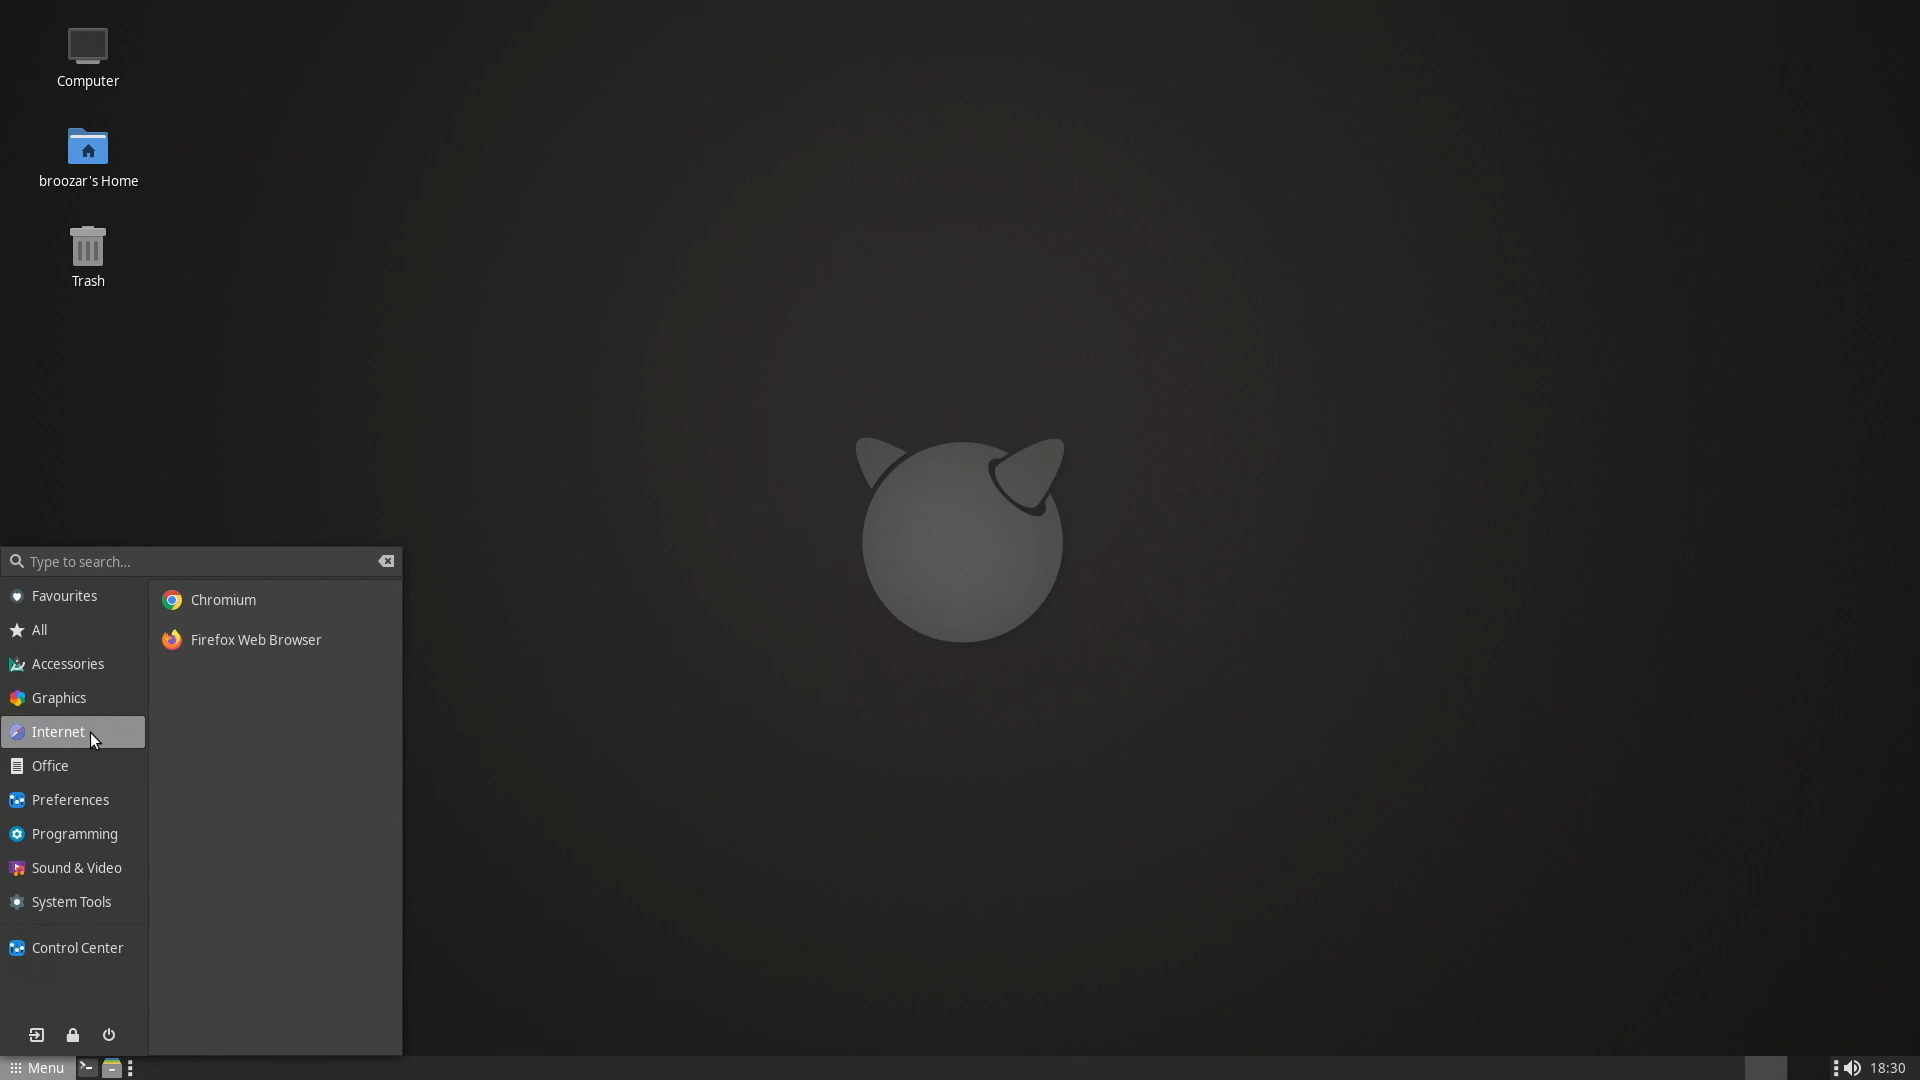 Computer
broozar's Home
Trash
Type to search...
Favourites
All
Accessories
Graphics
Internet
Office
Preferences
Programming
Sound & Video
System Tools
Control Center
Chromium
Firefox Web Browser
Menu
18:30